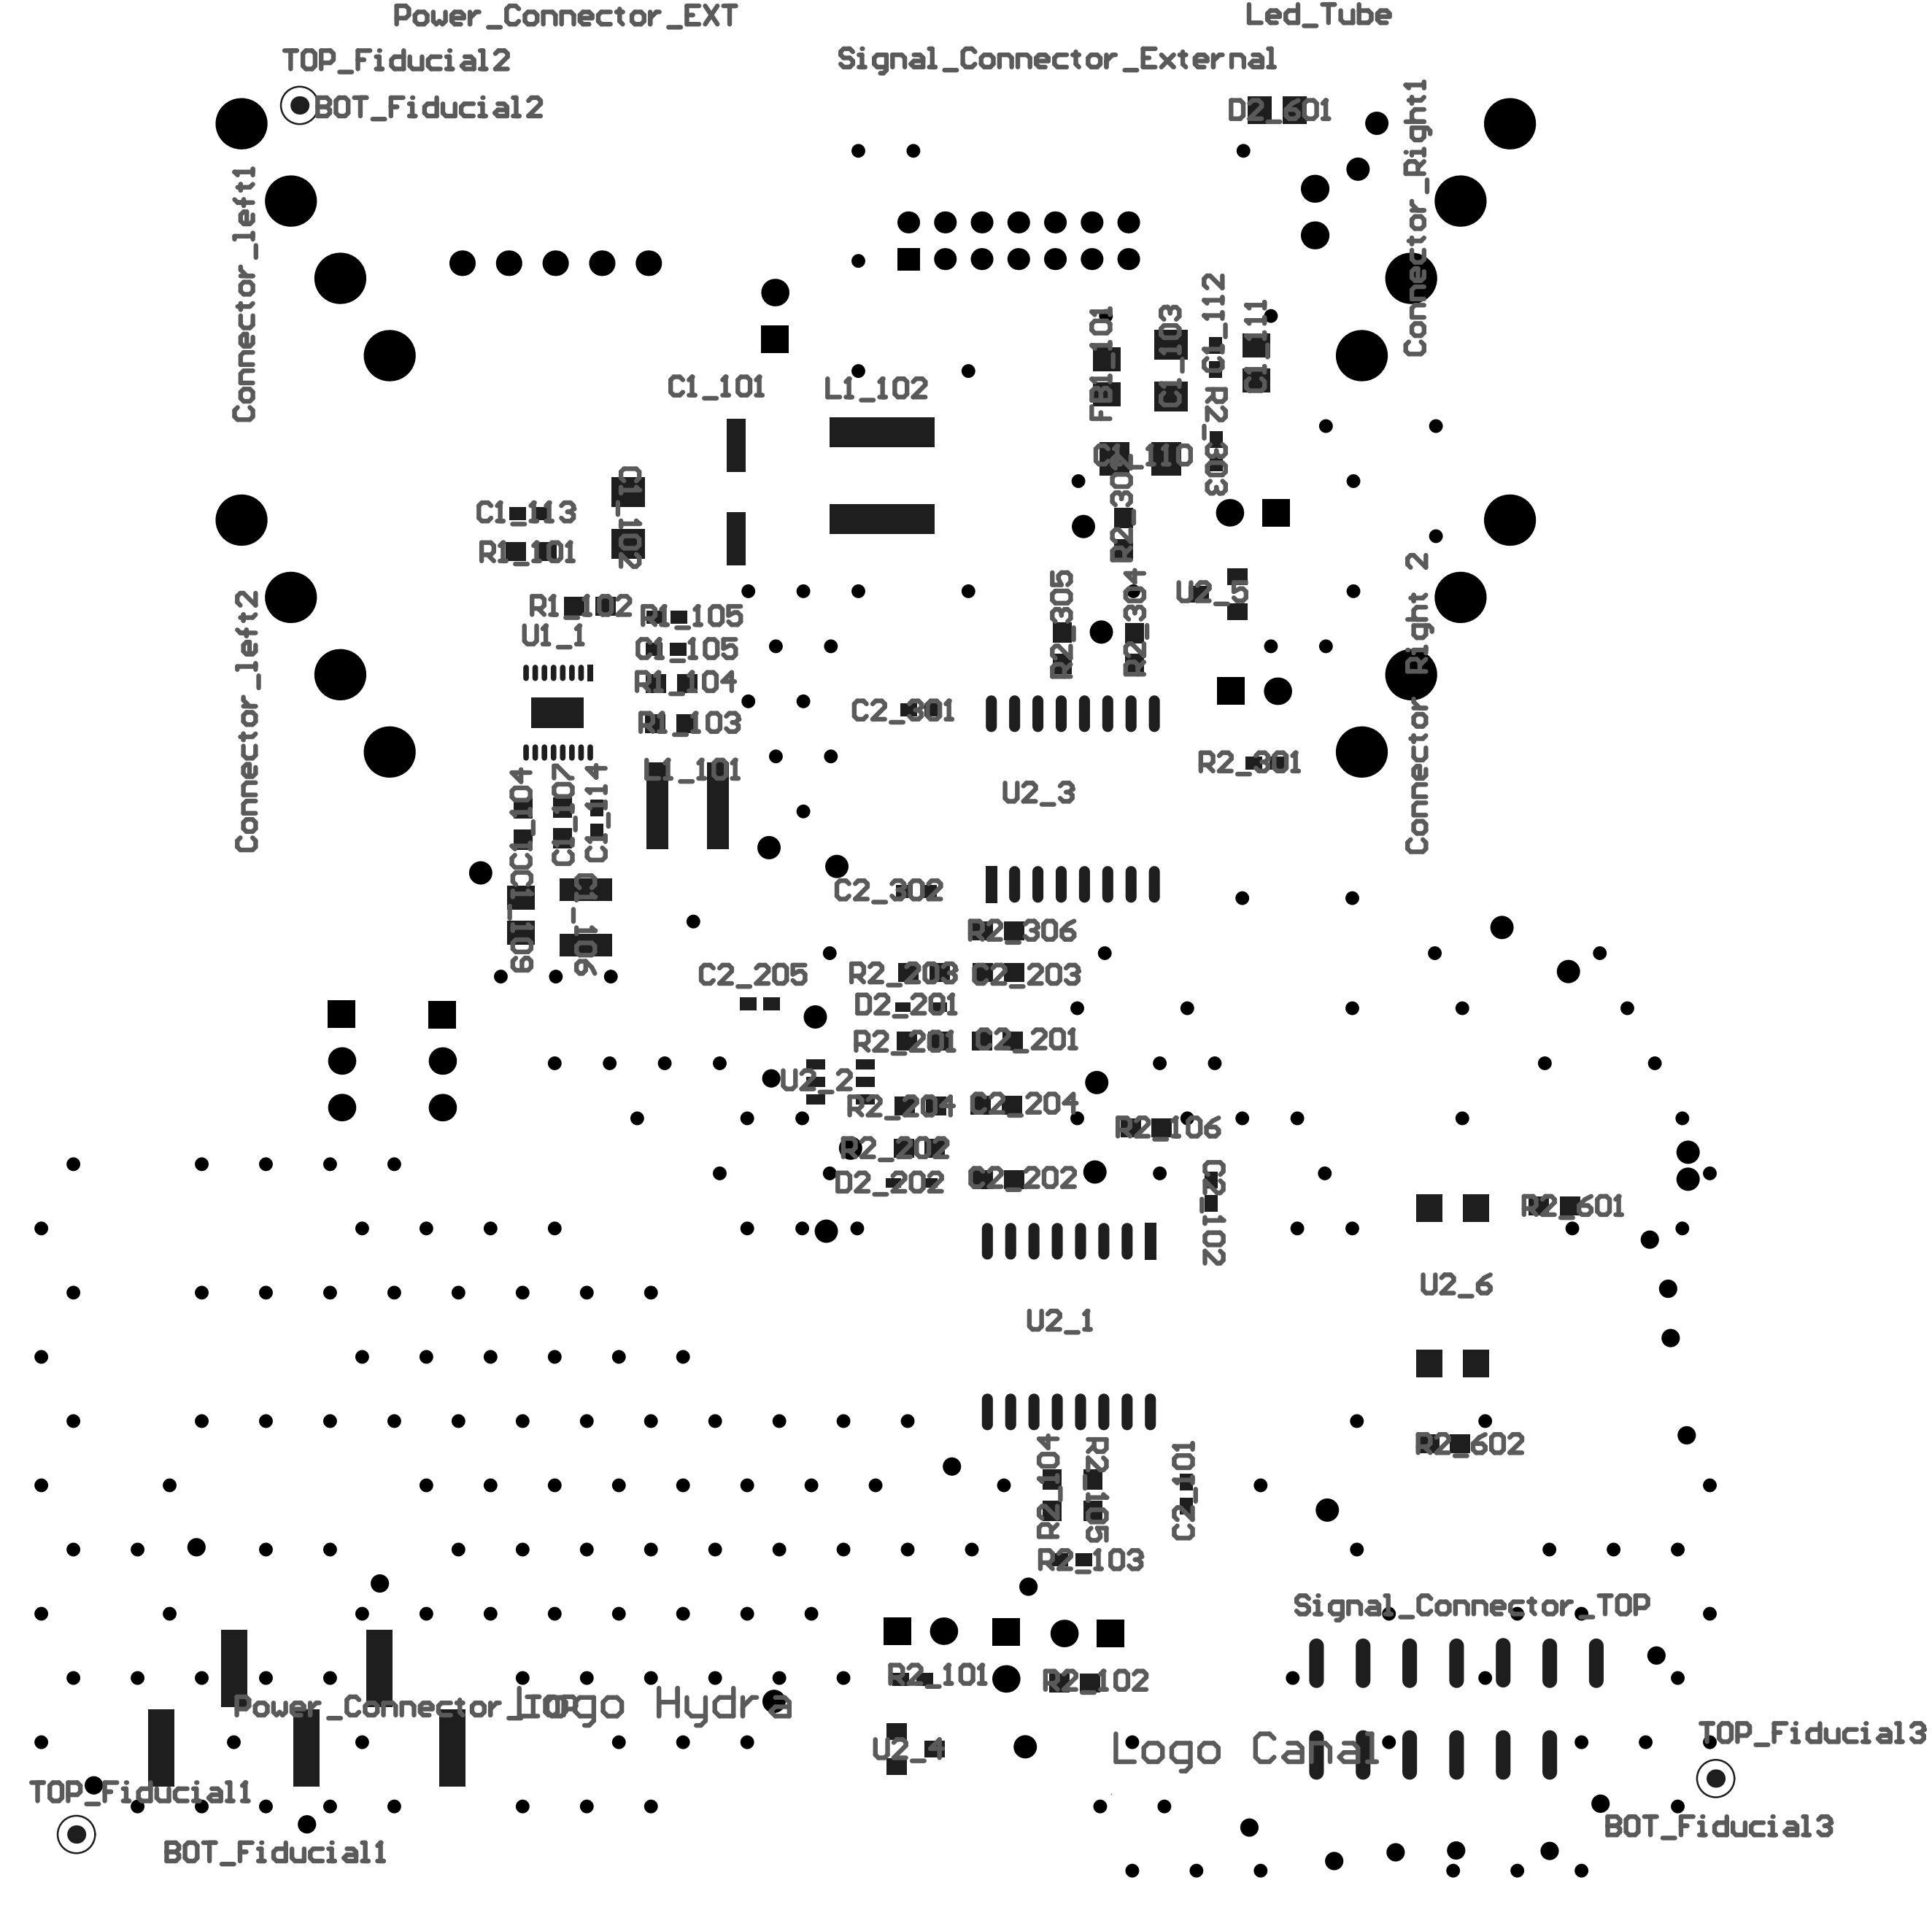 Power_Connector_EXT
Led_Tube
TOP_Fiducial2
Signal_Connector_External
BOT_Fiducial2
D2_601
Connector_Right1
Connector_left1
C1_112
C1_103
C1_111
FB1_101
C1_101
L1_102
R2_303
C1_110
R2_302
C1_102
C1_113
R1_101
R1_102
R1_105
U1_1
C1_105
R1_104
R1_103
L1_101
R2_305
R2_304
U2_5
Connector_Right 2
Connector_left2
C2_301
R2_301
U2_3
C1_104
C1_107
C1_114
C1_109
C1_106
C2_302
R2_306
C2_205
R2_203
C2_203
D2_201
R2_201
C2_201
U2_2
R2_204
C2_204
R2_106
R2_202
D2_202
C2_202
C2_102
R2_601
U2_6
U2_1
R2_602
R2_104
R2_105
C2_101
R2_103
Signal_Connector_TOP
R2_101
R2_102
Power_Connector_TOP
Logo Hydra
U2_4
Logo Canal
TOP_Fiducial3
TOP_Fiducial1
BOT_Fiducial3
BOT_Fiducial1